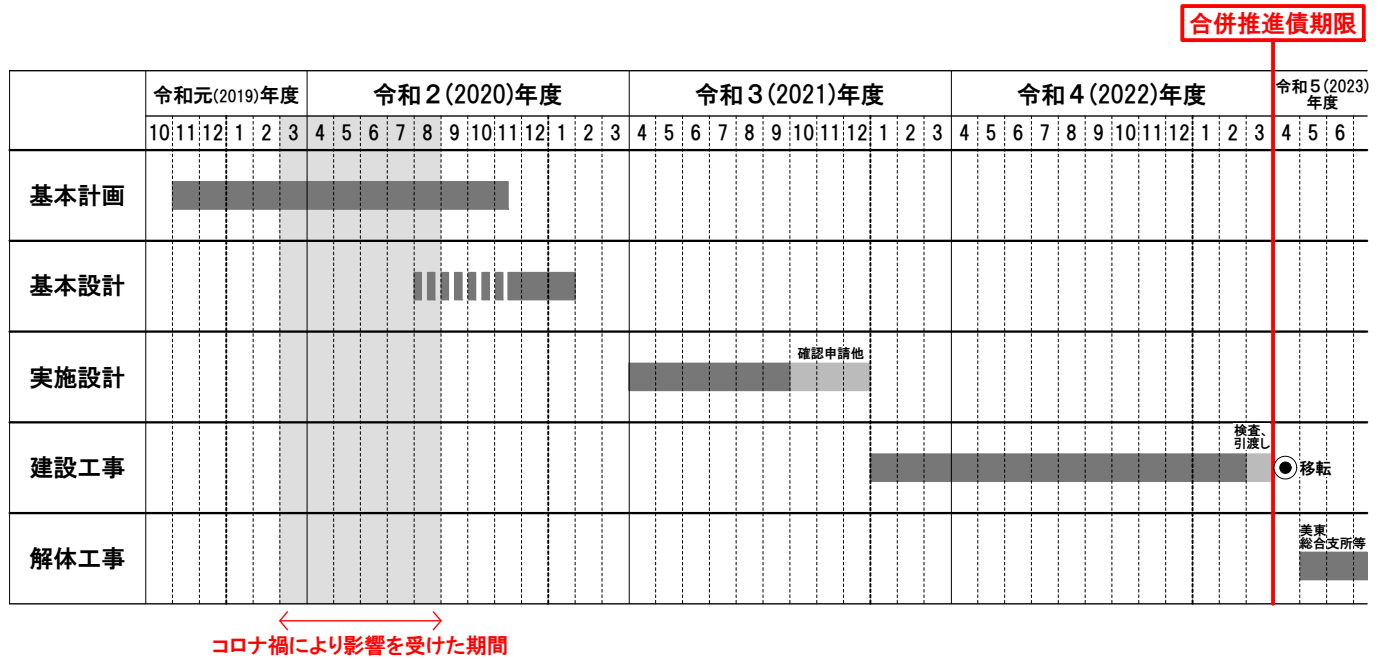 合併推進債期限
令和元(2019)年度 令和２(2020)年度 令和３(2021)年度 令和４(2022)年度 令和５(2023)
年度
10 11 12 1 2 3 4 5 6 7 8 9 10 11 12 1 2 3 4 5 6 7 8 9 10 11 12 1 2 3 4 5 6 7 8 9 10 11 12 1 2 3 4 5 6
基本計画
基本設計
確認申請他
実施設計
検査、
引渡し
建設工事 移転
美東
総合支所等
解体工事
コロナ禍により影響を受けた期間